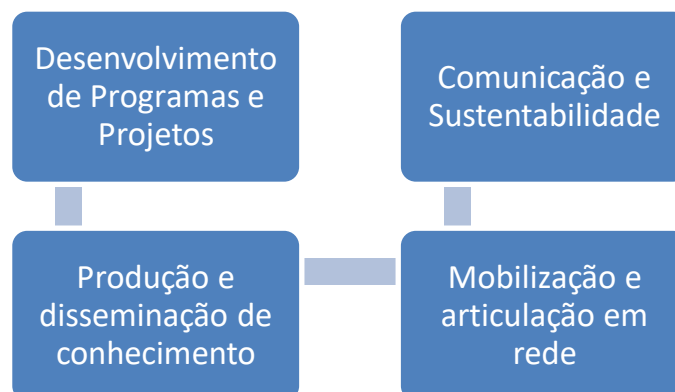 Desenvolvimento
de Programas e
Projetos
Produção e
disseminação de
conhecimento
Mobilização e
articulação em
rede
Comunicação e
Sustentabilidade